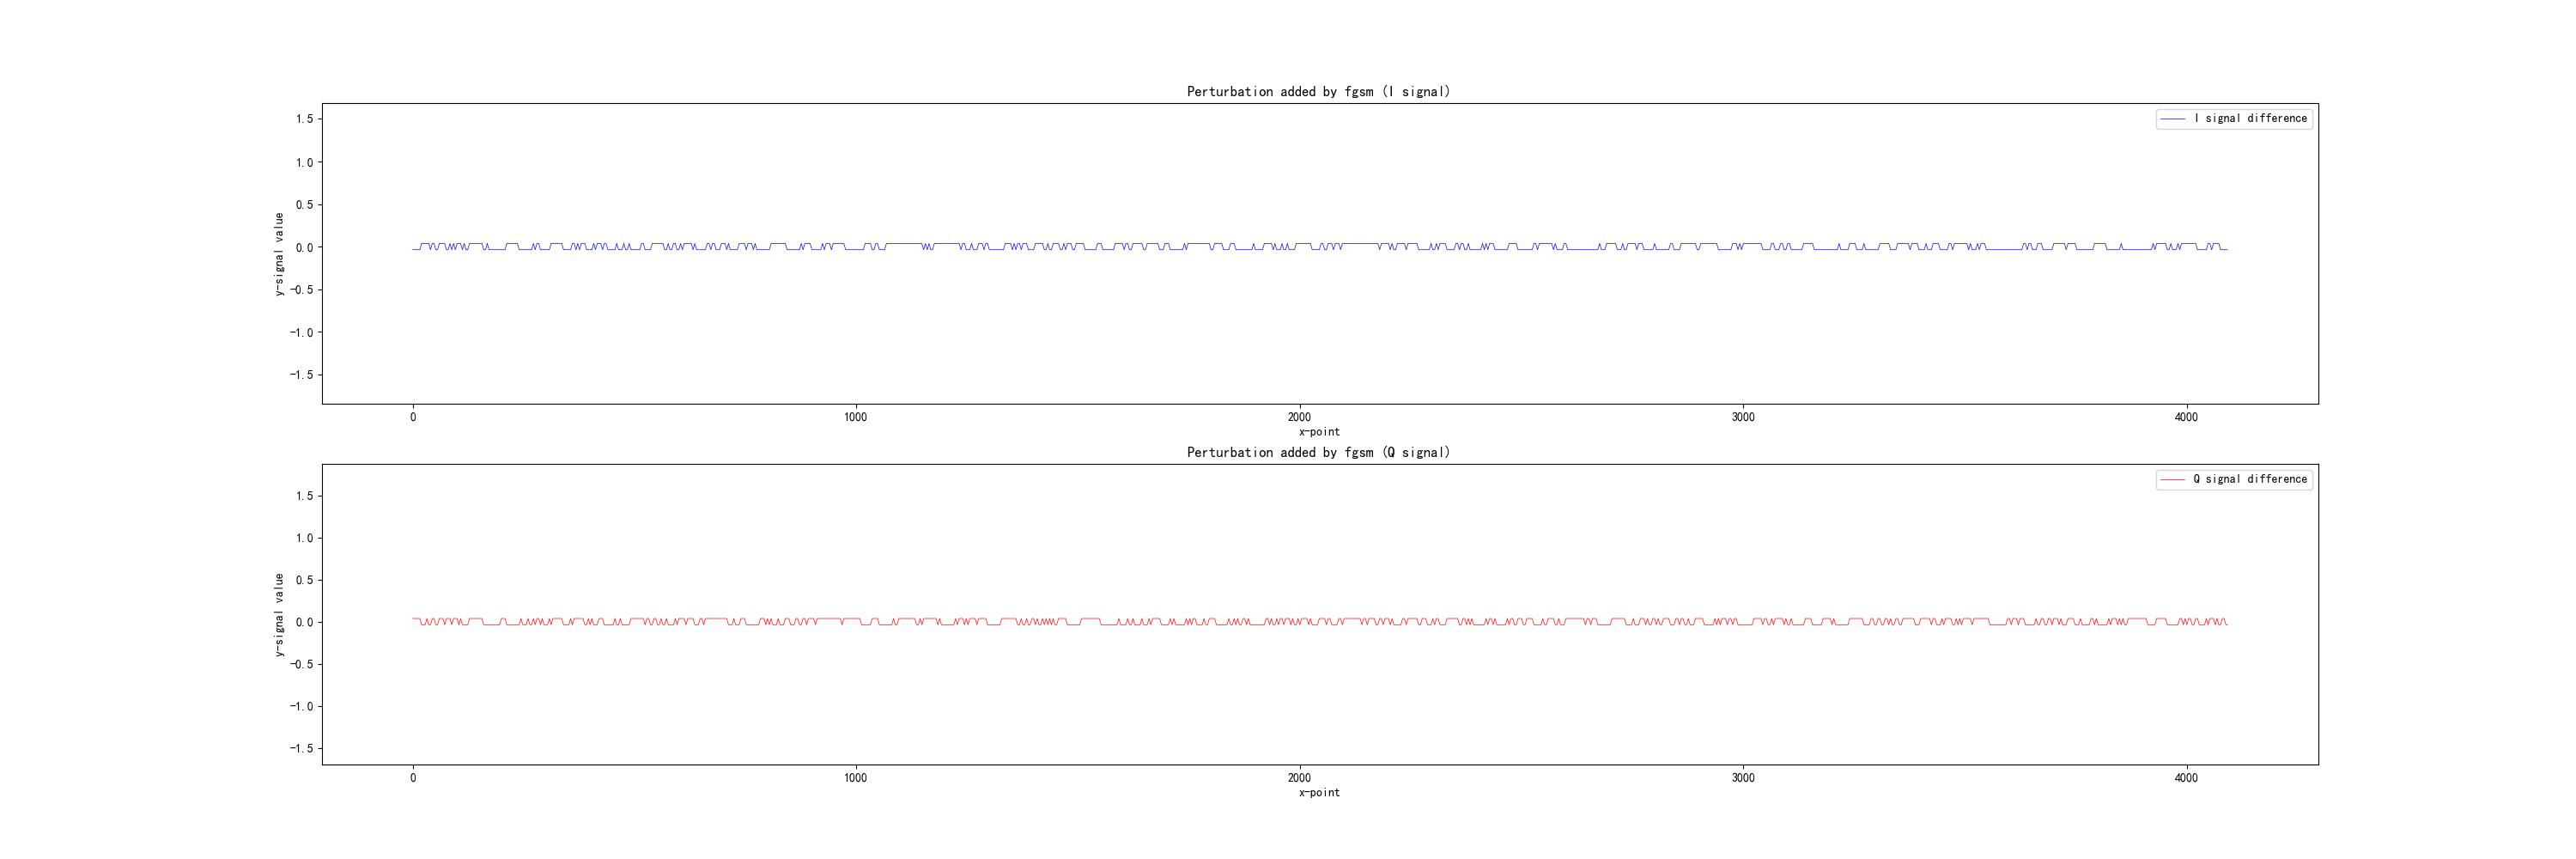 Perturbation added by fgsm (I signal)
I signal difference
y-signal value
1.5
1.0
0.5
0.0
-0.5
-1.0
-1.5
0 1000 2000 3000 4000
x-point
Perturbation added by fgsm (Q signal)
Q signal difference
y-signal value
1.5
1.0
0.5
0.0
-0.5
-1.0
-1.5
0 1000 2000 3000 4000
x-point